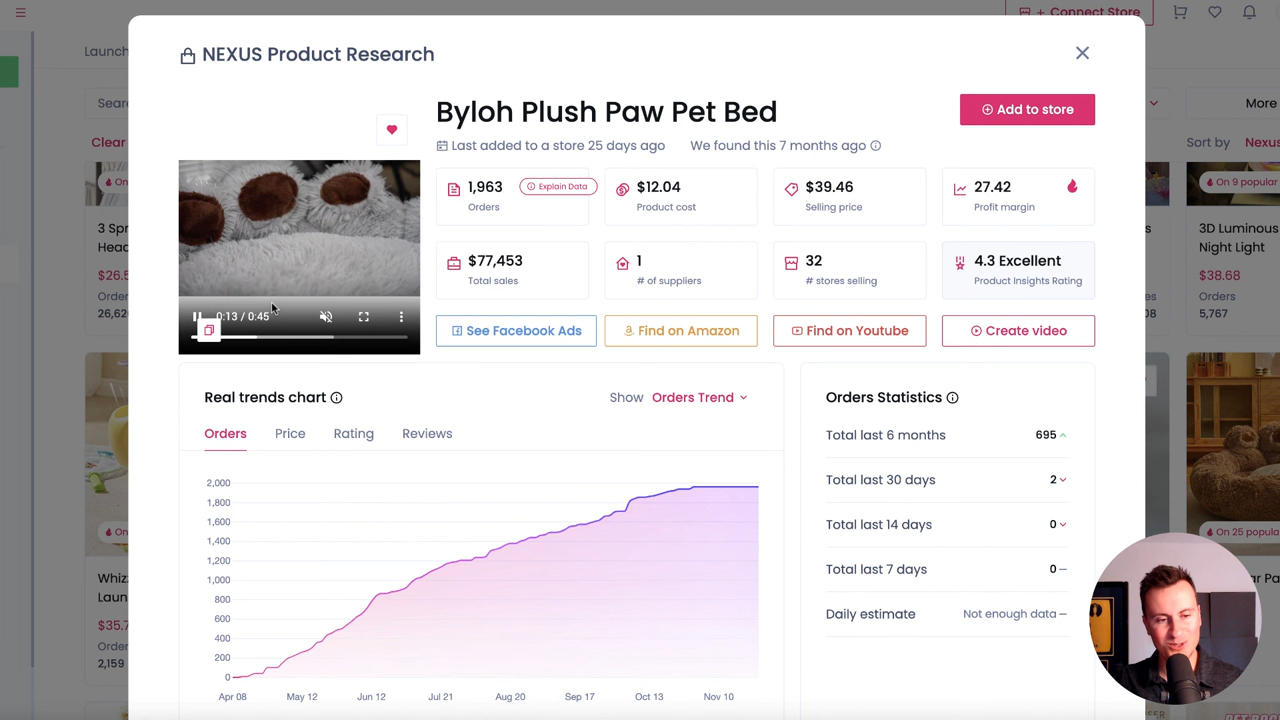 + Connect Store
Launch
NEXUS Product Research
Sear
More
Clear
Sort by
Nexus
On
On 9 popular
3 Spr
Head
$26.5
Order
26,62
3D Luminous
Night Light
$38.68
Orders
5,767
Byloh Plush Paw Pet Bed
Add to store
Last added to a store 25 days ago
We found this 7 months ago
1,963
Orders
Explain Data
$12.04
Product cost
$39.46
Selling price
27.42
Profit margin
$77,453
Total sales
1
# of suppliers
32
# stores selling
4.3 Excellent
Product Insights Rating
0:13 / 0:45
See Facebook Ads
Find on Amazon
Find on Youtube
Create video
Real trends chart
Show
Orders Trend
Orders
Price
Rating
Reviews
2,000
1,800
1,600
1,400
1,200
1,000
800
600
400
200
0
Apr 08
May 12
Jun 12
Jul 21
Aug 20
Sep 17
Oct 13
Nov 10
Orders Statistics
Total last 6 months
695
Total last 30 days
2
Total last 14 days
0
Total last 7 days
0
Daily estimate
Not enough data
On
Whiz
Laun
$35.7
Order
2,159
On 25 popula